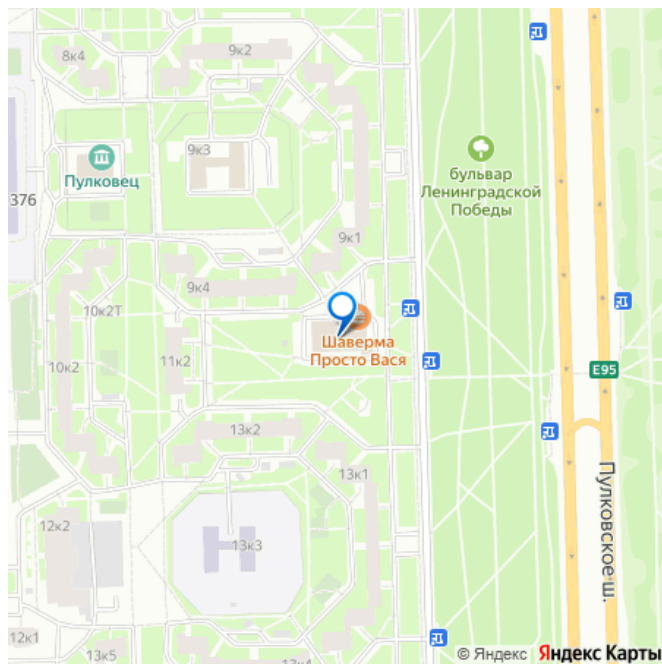 9к2
8к4
9к3
Пулковец
376
бульвар
Ленинградской
Победы
9к1
9к4
10к2Т
Шаверма
Просто Вася
11к2
10к2
E95
13к2
13к1
Пулковское ш.
12к2
13к3
12к1
13к5
13к4
© Яндекс Яндекс Карты